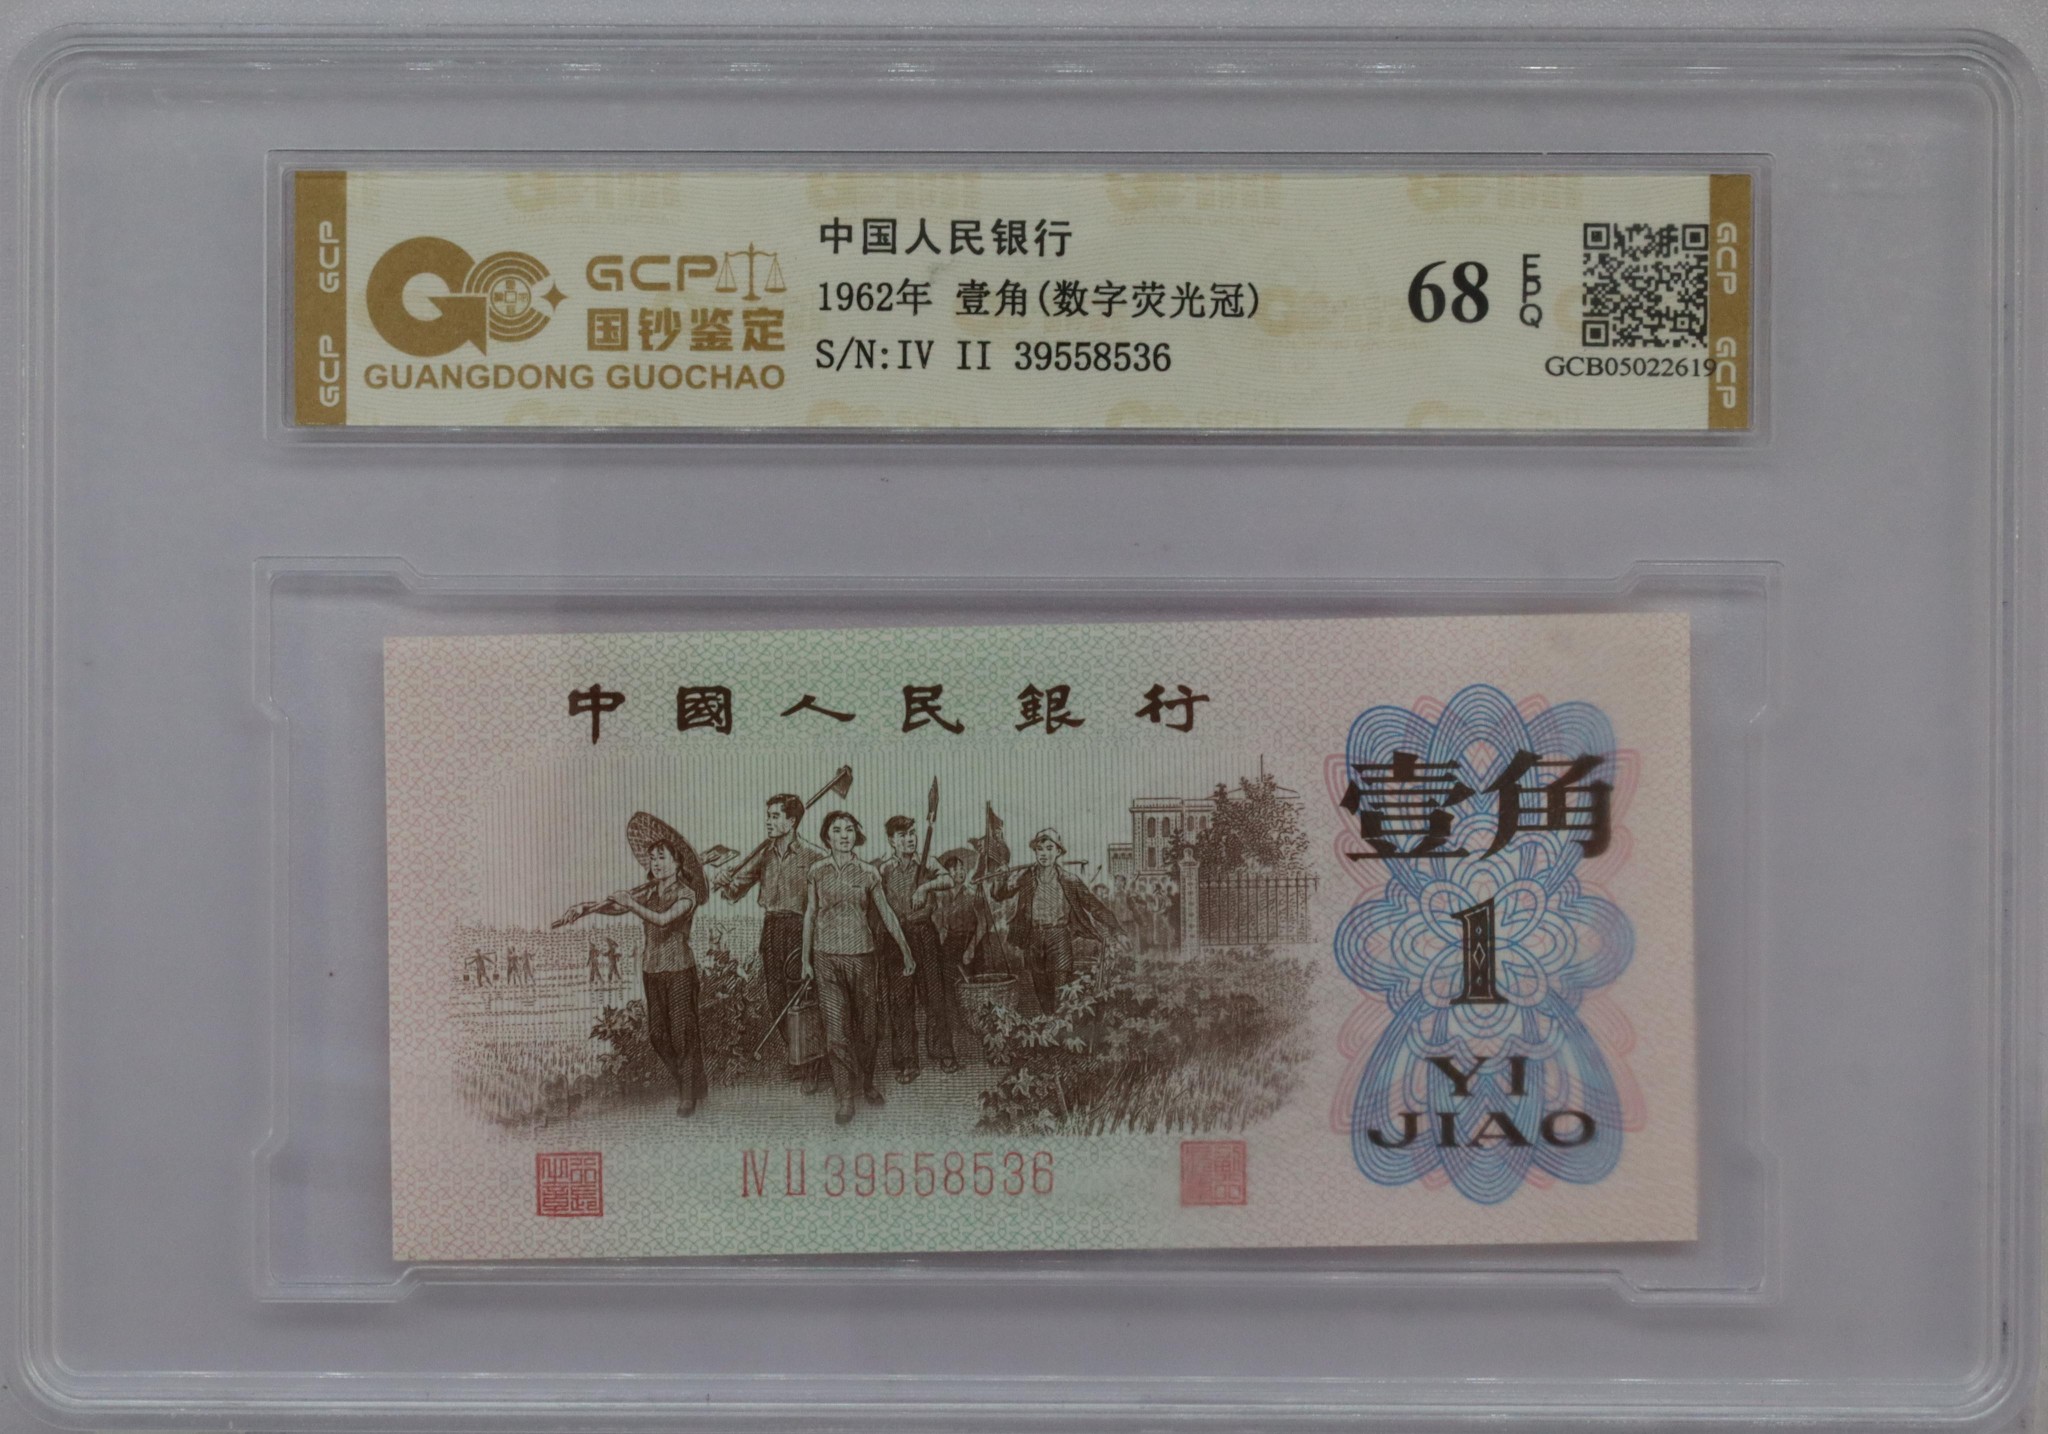 GCP GCP
GCP
国钞鉴定
GUANGDONG GUOCHAO
中国人民银行
1962年 壹角(数字荧光冠)
S/N:IV II 39558536
68 EPQ
GCB05022619
GCP GCP
中國人民銀行
壹角
1
YI
JIAO
IV II 39558536